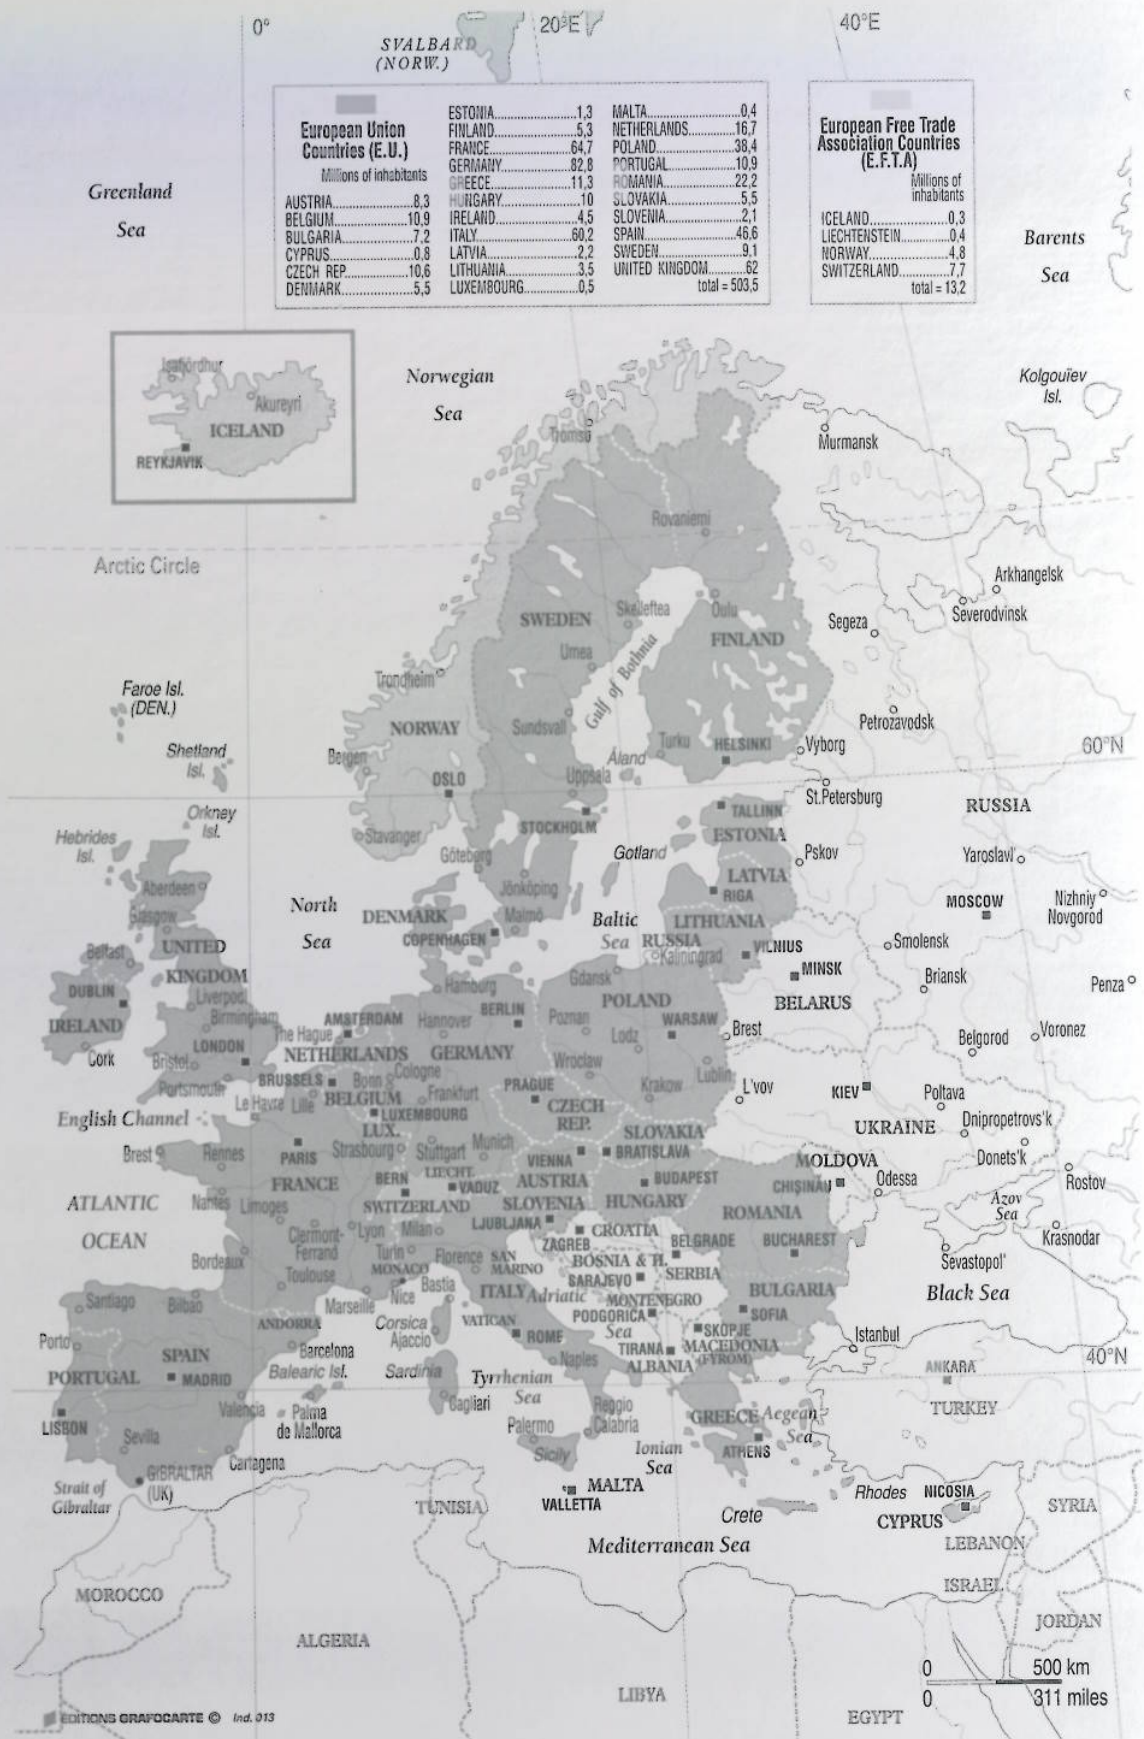 0°
20°E
40°E
SVALBARD
(NORW.)
European Union
Countries (E.U.)
Millions of inhabitants
AUSTRIA 8,3
BELGIUM 10,9
BULGARIA 7,2
CYPRUS 0,8
CZECH REP. 10,6
DENMARK 5,5
ESTONIA 1,3
FINLAND 5,3
FRANCE 64,7
GERMANY 82,8
GREECE 11,3
HUNGARY 10
IRELAND 4,5
ITALY 60,2
LATVIA 2,2
LITHUANIA 3,5
LUXEMBOURG 0,5
MALTA 0,4
NETHERLANDS 16,7
POLAND 38,4
PORTUGAL 10,9
ROMANIA 22,2
SLOVAKIA 5,5
SLOVENIA 2,1
SPAIN 46,6
SWEDEN 9,1
UNITED KINGDOM 62
total = 503,5
European Free Trade
Association Countries
(E.F.T.A)
Millions of
inhabitants
ICELAND 0,3
LIECHTENSTEIN 0,4
NORWAY 4,8
SWITZERLAND 7,7
total = 13,2
Greenland
Sea
Barents
Sea
Isafjördhur
Akureyri
ICELAND
REYKJAVIK
Norwegian
Sea
Kolgouïev
Isl.
Tromsø
Murmansk
Rovaniemi
Arctic Circle
Arkhangelsk
Severodvinsk
Skelleftea
Oulu
SWEDEN
FINLAND
Segeza
Umea
Gulf of Bothnia
Trondheim
Faroe Isl.
(DEN.)
Petrozavodsk
NORWAY
Sundsvall
Turku
HELSINKI
Vyborg
60°N
Shetland
Isl.
Bergen
Åland
OSLO
Uppsala
St.Petersburg
RUSSIA
Orkney
Isl.
TALLINN
STOCKHOLM
ESTONIA
Hebrides
Isl.
Stavanger
Göteborg
Gotland
Pskov
Yaroslavl'
Aberdeen
Jönköping
LATVIA
RIGA
Nizhniy
Novgorod
MOSCOW
North
Sea
DENMARK
Malmö
Baltic
Sea
LITHUANIA
Glasgow
COPENHAGEN
RUSSIA
Kaliningrad
VILNIUS
Smolensk
Belfast
UNITED
KINGDOM
MINSK
Briansk
Penza
Gdansk
Hamburg
DUBLIN
Liverpool
POLAND
BELARUS
IRELAND
Birmingham
The Hague
AMSTERDAM
Hannover
BERLIN
Poznan
WARSAW
Brest
Lodz
Belgorod
Voronez
Cork
Bristol
LONDON
NETHERLANDS
GERMANY
Wroclaw
Lublin
Portsmouth
BRUSSELS
Bonn
Cologne
PRAGUE
Krakow
L'vov
KIEV
Poltava
Le Havre
Lille
BELGIUM
Frankfurt
English Channel
LUXEMBOURG
LUX.
CZECH
REP.
SLOVAKIA
UKRAINE
Dnipropetrovs'k
Donets'k
Brest
Rennes
PARIS
Strasbourg
Stuttgart
Munich
VIENNA
BRATISLAVA
MOLDOVA
CHIŞINAU
Odessa
Rostov
FRANCE
BERN
LIECHT.
VADUZ
AUSTRIA
BUDAPEST
ATLANTIC
OCEAN
Nantes
Limoges
SWITZERLAND
SLOVENIA
HUNGARY
ROMANIA
Azov
Sea
Krasnodar
Clermont-
Ferrand
Lyon
Milan
LJUBLJANA
ZAGREB
CROATIA
BELGRADE
BUCHAREST
Bordeaux
Turin
Florence
SAN
MARINO
BOSNIA & H.
SARAJEVO
SERBIA
Sevastopol'
Toulouse
MONACO
Nice
Bastia
ITALY
Adriatic
Sea
MONTENEGRO
BULGARIA
Black Sea
Santiago
Bilbao
Marseille
Corsica
Ajaccio
VATICAN
ROME
PODGORICA
SOFIA
ANDORRA
SKOPJE
MACEDONIA
(FYROM)
Istanbul
Porto
SPAIN
Barcelona
Balearic Isl.
Sardinia
Naples
TIRANA
ALBANIA
ANKARA
40°N
PORTUGAL
MADRID
Tyrrhenian
Sea
TURKEY
LISBON
Valencia
Palma
de Mallorca
Cagliari
Palermo
Reggio
Calabria
GREECE
Aegean
Sea
Sevilla
Cartagena
Sicily
Ionian
Sea
ATHENS
Strait of
Gibraltar
GIBRALTAR
(UK)
TUNISIA
MALTA
VALLETTA
Crete
Rhodes
NICOSIA
CYPRUS
SYRIA
Mediterranean Sea
LEBANON
ISRAEL
MOROCCO
ALGERIA
JORDAN
LIBYA
EGYPT
0 500 km
0 311 miles
EDITIONS GRAFOCARTE © Ind. 013